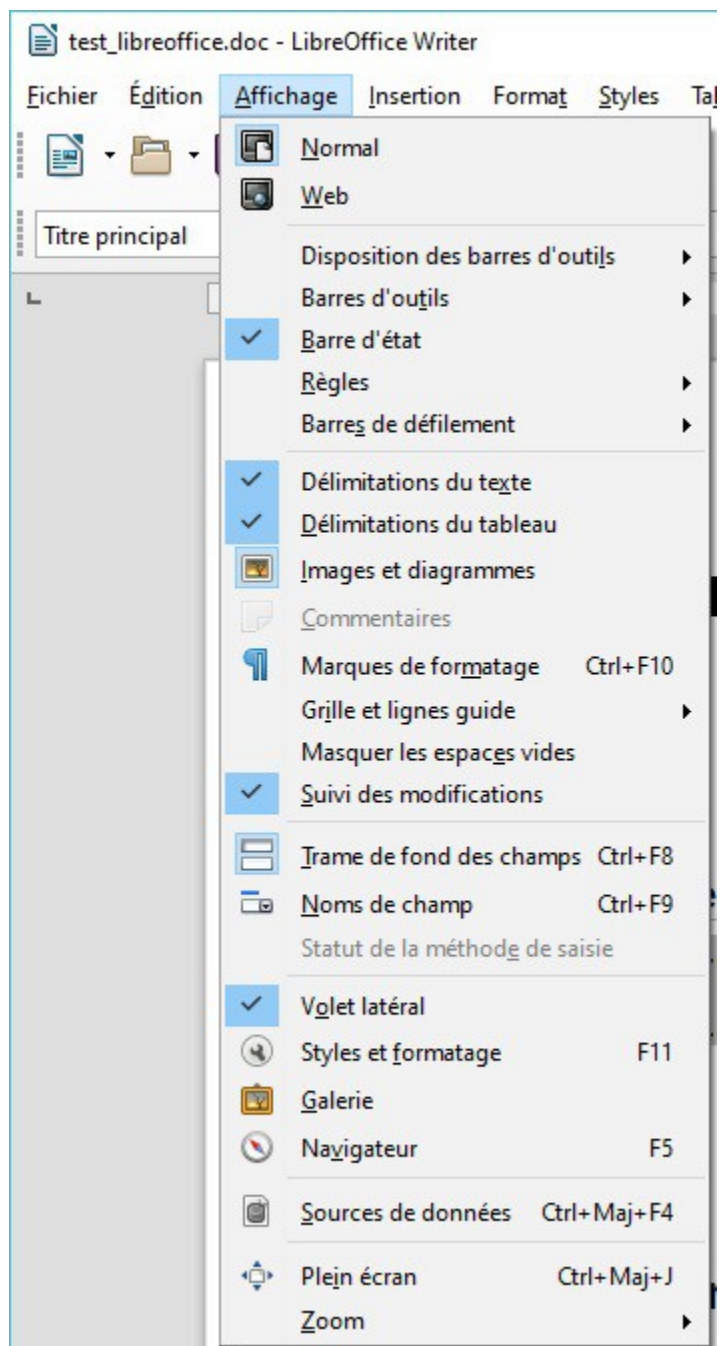 test_libreoffice.doc - LibreOffice Writer
Fichier Édition Affichage Insertion Format Styles
Normal
Web
Titre principal
Disposition des barres d'outils
Barres d'outils
Barre d'état
Règles
Barres de défilement
Délimitations du texte
Délimitations du tableau
Images et diagrammes
Commentaires
Marques de formatage Ctrl+F10
Grille et lignes guide
Masquer les espaces vides
Suivi des modifications
Trame de fond des champs Ctrl+F8
Noms de champ Ctrl+F9
Statut de la méthode de saisie
Volet latéral
Styles et formatage F11
Galerie
Navigateur F5
Sources de données Ctrl+Maj+F4
Plein écran Ctrl+Maj+J
Zoom